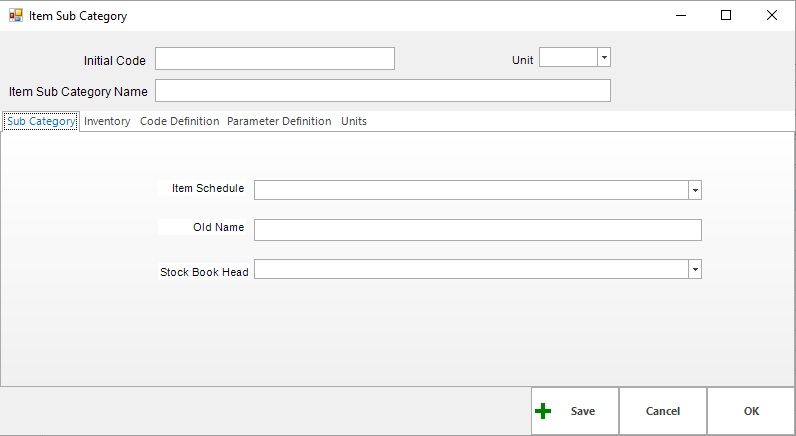 Item Sub Category
Initial Code
Unit
Item Sub Category Name
Sub Category Inventory Code Definition Parameter Definition Units
Item Schedule
Old Name
Stock Book Head
Save Cancel OK